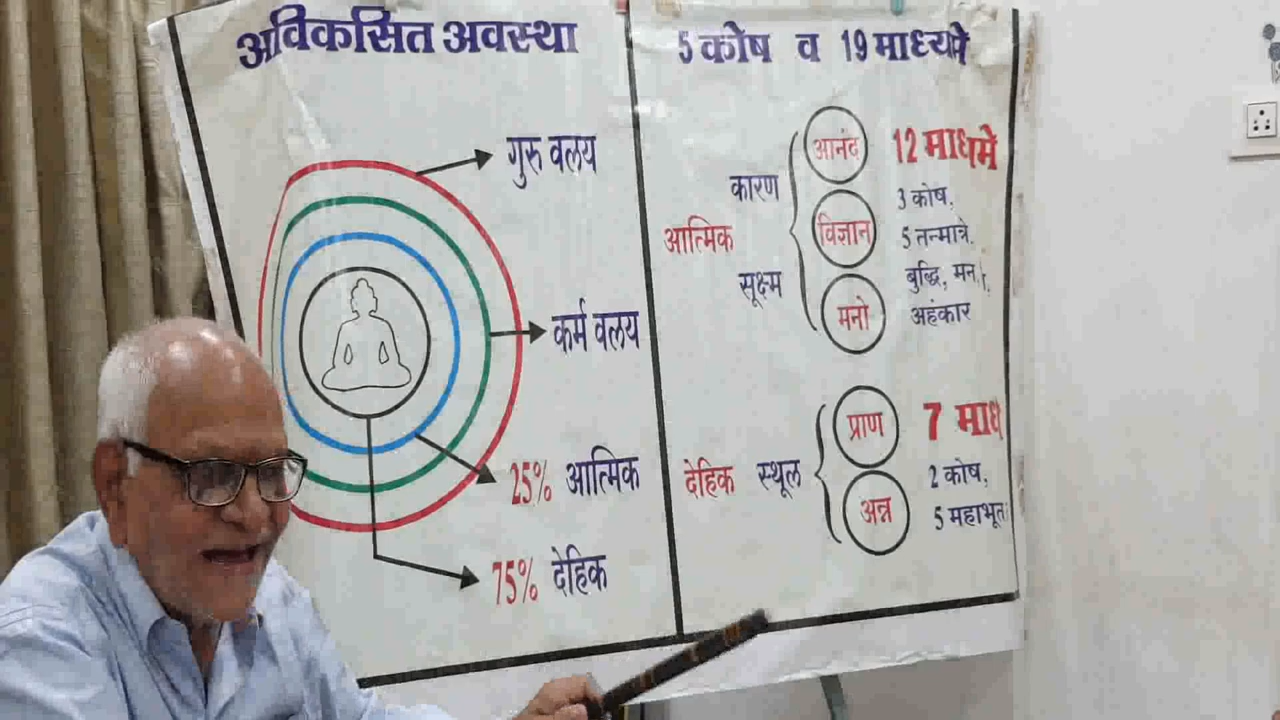 अविकसित अवस्था
गुरु वलय
कर्म वलय
25% आत्मिक
75% देहिक
5 कोष व 19 माध्यमे
आनंद
12 माधमे
कारण
3 कोष,
विज्ञान
आत्मिक
5 तन्मात्रे.
सूक्ष्म
बुद्धि, मन,
मनो
अहंकार
प्राण
7 माध
देहिक स्थूल
2 कोष,
अन्न
5 महाभूत